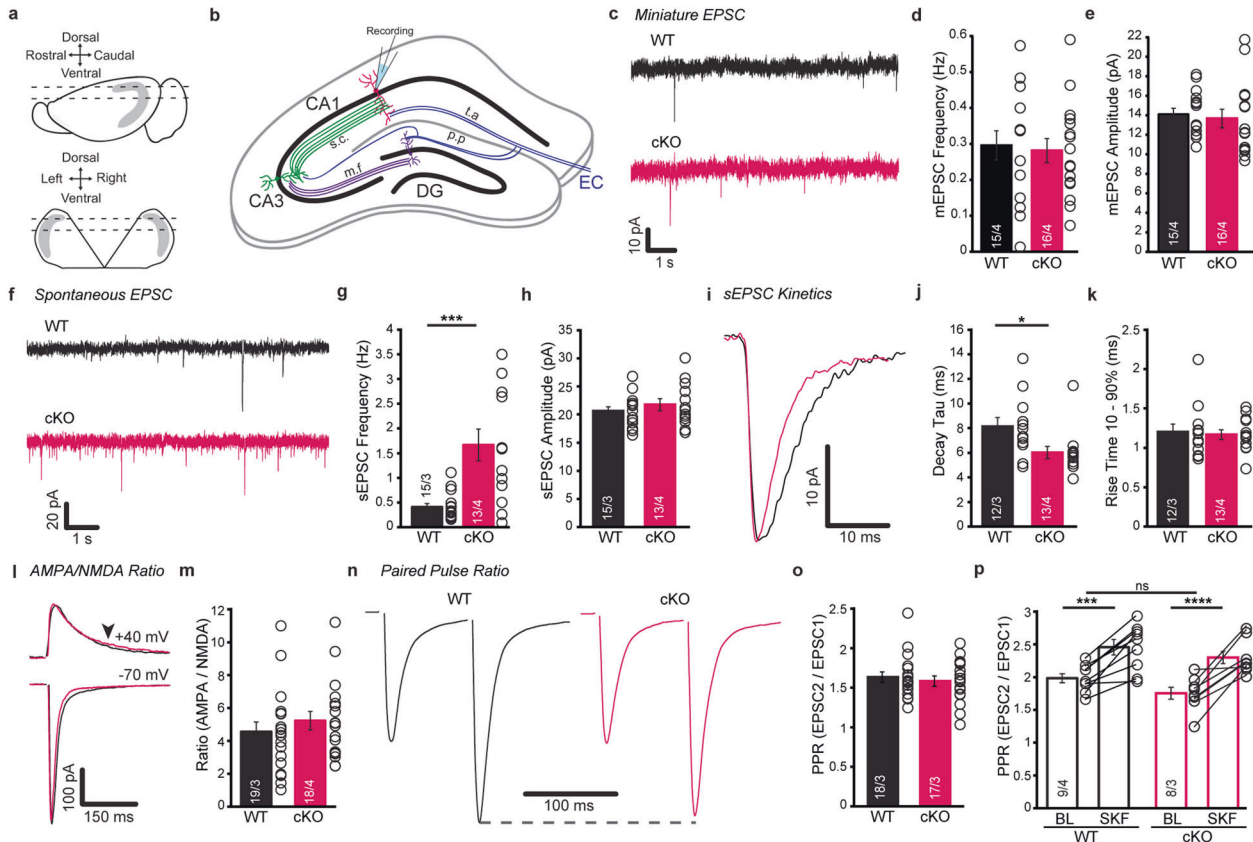 a
Dorsal
Rostral
Caudal
Ventral
Dorsal
Left
Right
Ventral
b
Recording
CA1
s.c.
t.a
p.p
m.f
CA3
DG
EC
c
Miniature EPSC
WT
cKO
10 pA
1 s
d
mEPSC Frequency (Hz)
0.6
0.5
0.4
0.3
0.2
0.1
0
15/4
16/4
WT
cKO
e
mEPSC Amplitude (pA)
22
20
18
16
14
12
10
8
6
4
2
0
15/4
16/4
WT
cKO
f
Spontaneous EPSC
WT
cKO
20 pA
1 s
g
***
sEPSC Frequency (Hz)
4
3.5
3
2.5
2
1.5
1
0.5
0
15/3
13/4
WT
cKO
h
sEPSC Amplitude (pA)
35
30
25
20
15
10
5
0
15/3
13/4
WT
cKO
i
sEPSC Kinetics
10 pA
10 ms
j
*
Decay Tau (ms)
16
14
12
10
8
6
4
2
0
12/3
13/4
WT
cKO
k
Rise Time 10 - 90% (ms)
2.5
2
1.5
1
0.5
0
12/3
13/4
WT
cKO
l
AMPA/NMDA Ratio
+40 mV
-70 mV
100 pA
150 ms
m
Ratio (AMPA / NMDA)
12
10
8
6
4
2
0
19/3
18/4
WT
cKO
n
Paired Pulse Ratio
WT
cKO
100 ms
o
PPR (EPSC2 / EPSC1)
2.5
2
1.5
1
0.5
0
18/3
17/3
WT
cKO
p
ns
***
****
PPR (EPSC2 / EPSC1)
3
2.5
2
1.5
1
0.5
0
9/4
8/3
BL
SKF
BL
SKF
WT
cKO